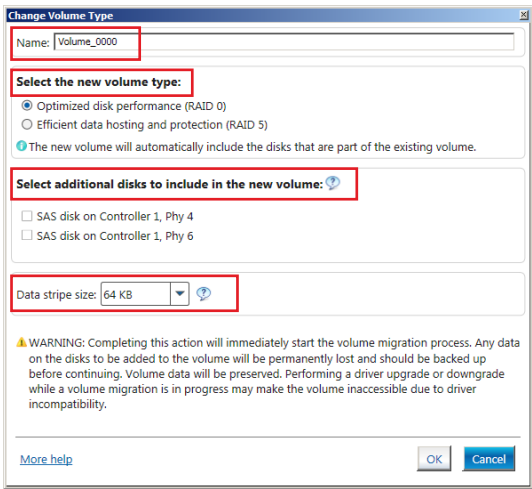 Change Volume Type
Name: Volume_0000
Select the new volume type:
Optimized disk performance (RAID 0)
Efficient data hosting and protection (RAID 5)
The new volume will automatically include the disks that are part of the existing volume.
Select additional disks to include in the new volume:
SAS disk on Controller 1, Phy 4
SAS disk on Controller 1, Phy 6
Data stripe size: 64 KB
WARNING: Completing this action will immediately start the volume migration process. Any data
on the disks to be added to the volume will be permanently lost and should be backed up
before continuing. Volume data will be preserved. Performing a driver upgrade or downgrade
while a volume migration is in progress may make the volume inaccessible due to driver
incompatibility.
More help
OK
Cancel